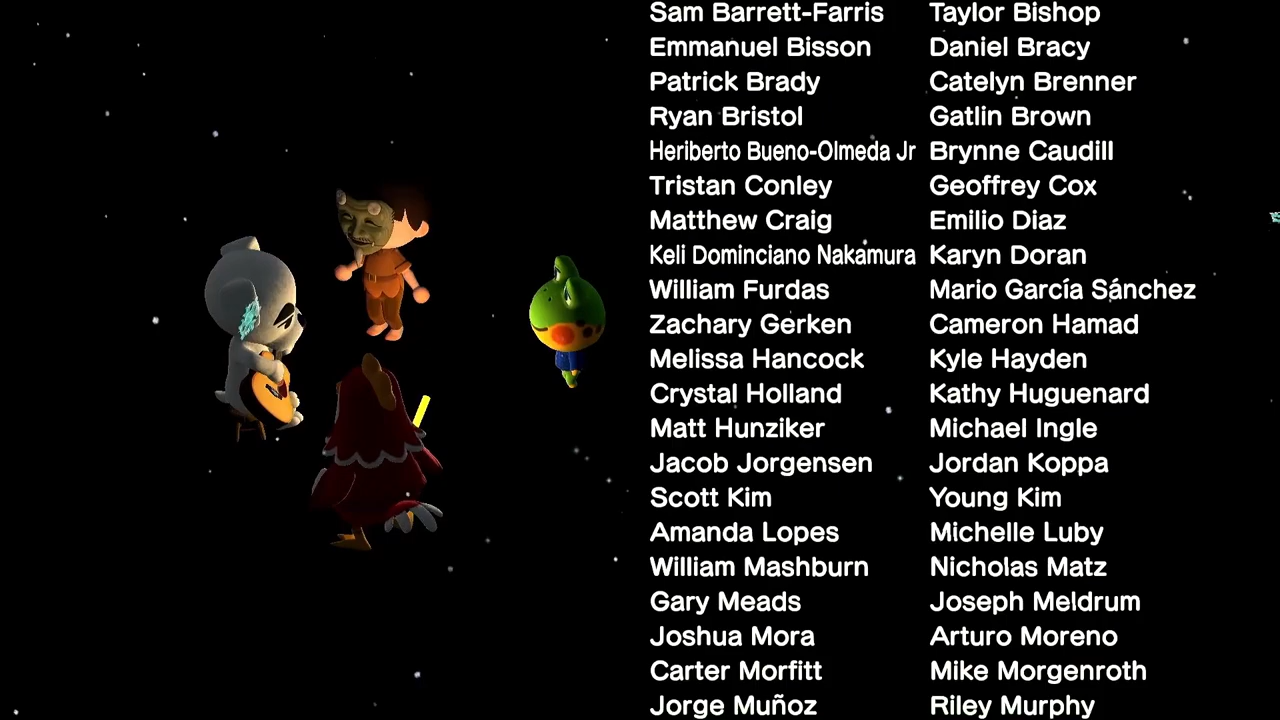 Sam Barrett-Farris Taylor Bishop
Emmanuel Bisson Daniel Bracy
Patrick Brady Catelyn Brenner
Ryan Bristol Gatlin Brown
Heriberto Bueno-Olmeda Jr Brynne Caudill
Tristan Conley Geoffrey Cox
Matthew Craig Emilio Diaz
Keli Dominciano Nakamura Karyn Doran
William Furdas Mario García Sánchez
Zachary Gerken Cameron Hamad
Melissa Hancock Kyle Hayden
Crystal Holland Kathy Huguenard
Matt Hunziker Michael Ingle
Jacob Jorgensen Jordan Koppa
Scott Kim Young Kim
Amanda Lopes Michelle Luby
William Mashburn Nicholas Matz
Gary Meads Joseph Meldrum
Joshua Mora Arturo Moreno
Carter Morfitt Mike Morgenroth
Jorge Muñoz Riley Murphy